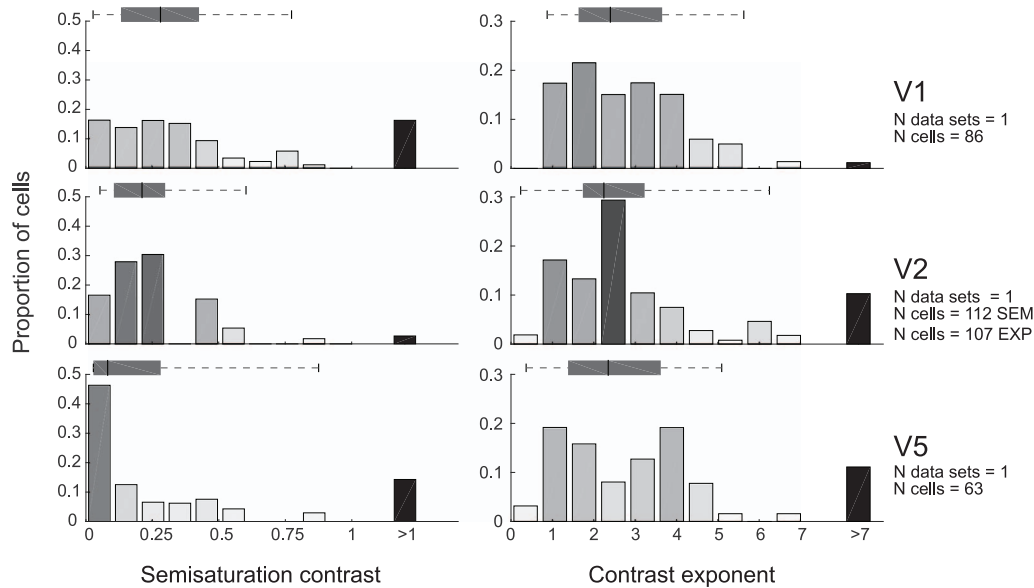 Proportion of cells
0.5
0.4
0.3
0.2
0.1
0
0.3
0.2
0.1
0
V1
N data sets = 1
N cells = 86
0.5
0.4
0.3
0.2
0.1
0
0.3
0.2
0.1
0
V2
N data sets = 1
N cells = 112 SEM
N cells = 107 EXP
0.5
0.4
0.3
0.2
0.1
0
0.3
0.2
0.1
0
V5
N data sets = 1
N cells = 63
0 0.25 0.5 0.75 1 >1
0 1 2 3 4 5 6 7 >7
Semisaturation contrast
Contrast exponent